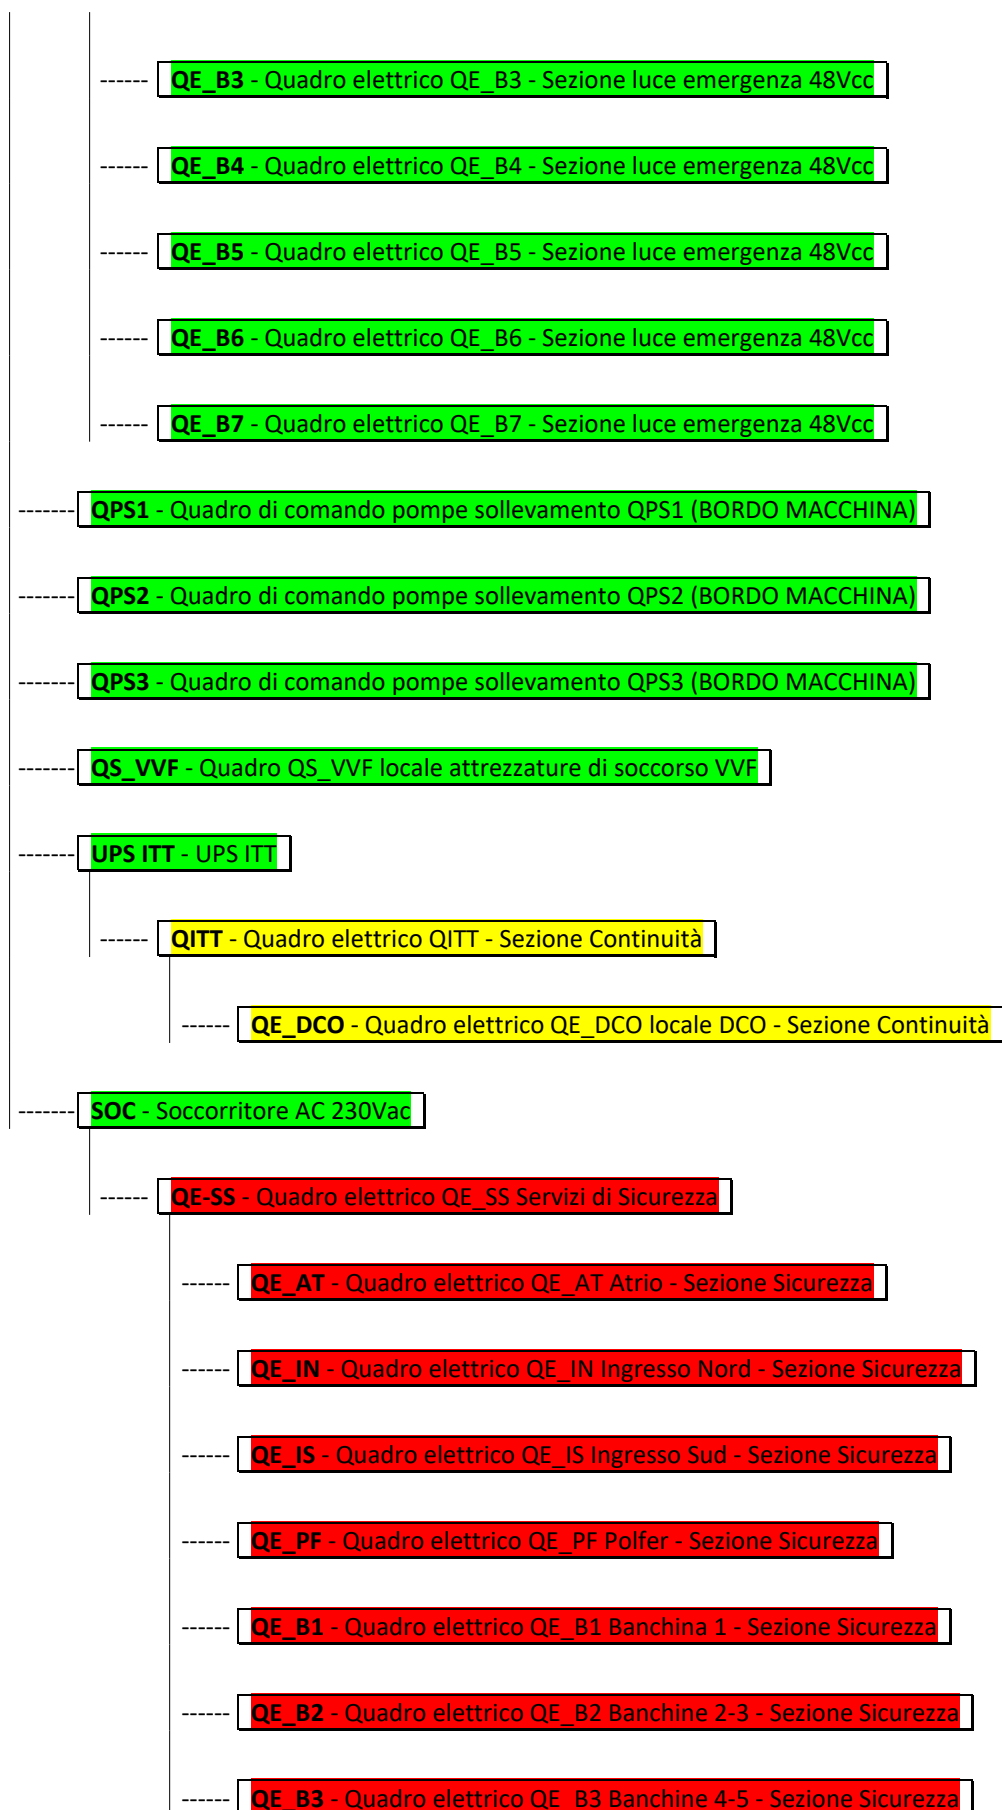 ------ QE_B3 - Quadro elettrico QE_B3 - Sezione luce emergenza 48Vcc
------ QE_B4 - Quadro elettrico QE_B4 - Sezione luce emergenza 48Vcc
------ QE_B5 - Quadro elettrico QE_B5 - Sezione luce emergenza 48Vcc
------ QE_B6 - Quadro elettrico QE_B6 - Sezione luce emergenza 48Vcc
------ QE_B7 - Quadro elettrico QE_B7 - Sezione luce emergenza 48Vcc
------- QPS1 - Quadro di comando pompe sollevamento QPS1 (BORDO MACCHINA)
------- QPS2 - Quadro di comando pompe sollevamento QPS2 (BORDO MACCHINA)
------- QPS3 - Quadro di comando pompe sollevamento QPS3 (BORDO MACCHINA)
------- QS_VVF - Quadro QS_VVF locale attrezzature di soccorso VVF
------- UPS ITT - UPS ITT
------ QITT - Quadro elettrico QITT - Sezione Continuità
------ QE_DCO - Quadro elettrico QE_DCO locale DCO - Sezione Continuità
------- SOC - Soccorritore AC 230Vac
------ QE-SS - Quadro elettrico QE_SS Servizi di Sicurezza
------ QE_AT - Quadro elettrico QE_AT Atrio - Sezione Sicurezza
------ QE_IN - Quadro elettrico QE_IN Ingresso Nord - Sezione Sicurezza
------ QE_IS - Quadro elettrico QE_IS Ingresso Sud - Sezione Sicurezza
------ QE_PF - Quadro elettrico QE_PF Polfer - Sezione Sicurezza
------ QE_B1 - Quadro elettrico QE_B1 Banchina 1 - Sezione Sicurezza
------ QE_B2 - Quadro elettrico QE_B2 Banchine 2-3 - Sezione Sicurezza
------ QE_B3 - Quadro elettrico QE_B3 Banchine 4-5 - Sezione Sicurezza